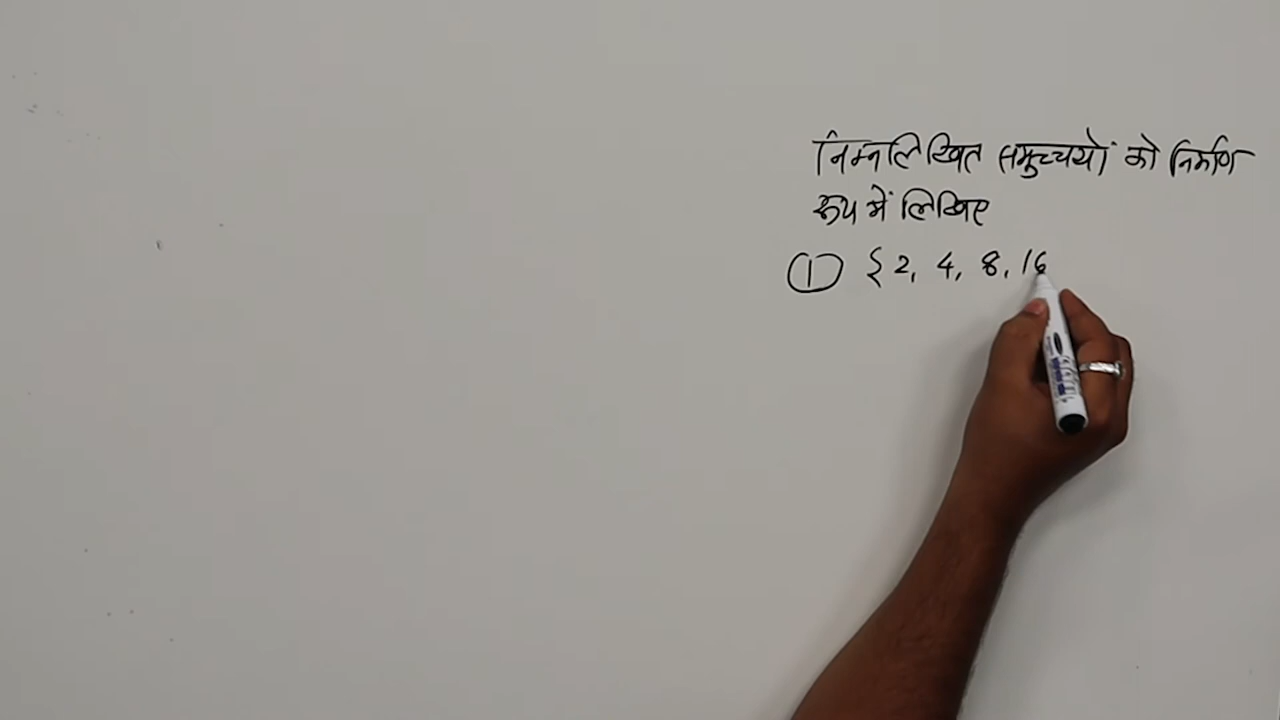 निम्नलिखित समुच्चयों को निर्माण
रूप में लिखिए
① { 2, 4, 8, 16